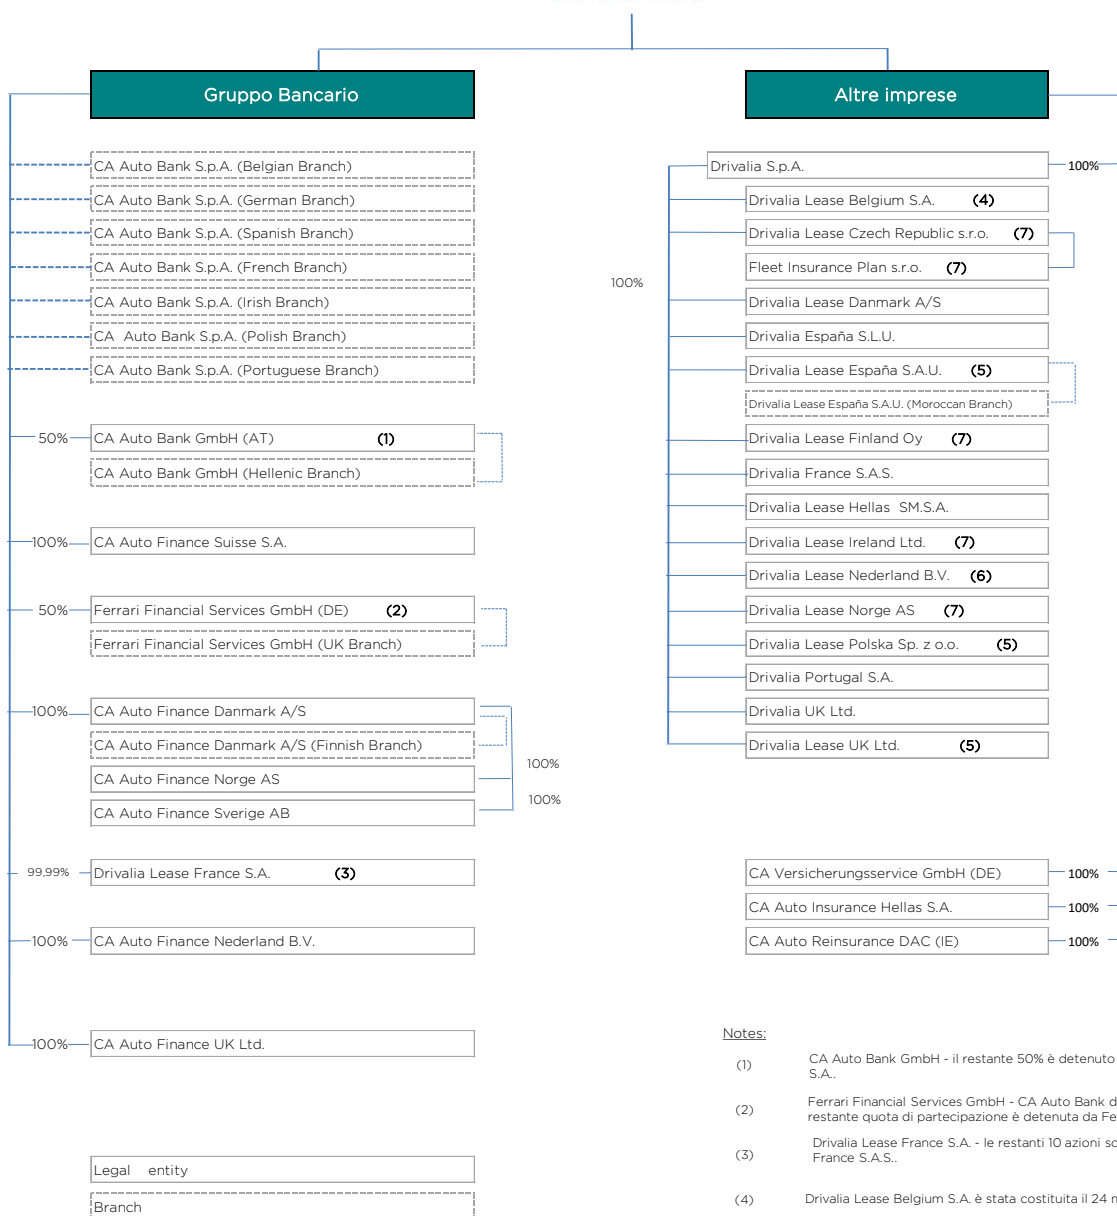 Gruppo Bancario
CA Auto Bank S.p.A. (Belgian Branch)
CA Auto Bank S.p.A. (German Branch)
CA Auto Bank S.p.A. (Spanish Branch)
CA Auto Bank S.p.A. (French Branch)
CA Auto Bank S.p.A. (Irish Branch)
CA Auto Bank S.p.A. (Polish Branch)
CA Auto Bank S.p.A. (Portuguese Branch)
50% CA Auto Bank GmbH (AT) (1)
CA Auto Bank GmbH (Hellenic Branch)
100% CA Auto Finance Suisse S.A.
50% Ferrari Financial Services GmbH (DE) (2)
Ferrari Financial Services GmbH (UK Branch)
100% CA Auto Finance Danmark A/S
CA Auto Finance Danmark A/S (Finnish Branch)
100%
CA Auto Finance Norge AS
100%
CA Auto Finance Sverige AB
99,99% Drivalia Lease France S.A. (3)
100% CA Auto Finance Nederland B.V.
100% CA Auto Finance UK Ltd.
Legal entity
Branch
Altre imprese
Drivalia S.p.A. 100%
Drivalia Lease Belgium S.A. (4)
Drivalia Lease Czech Republic s.r.o. (7)
Fleet Insurance Plan s.r.o. (7)
100%
Drivalia Lease Danmark A/S
Drivalia España S.L.U.
Drivalia Lease España S.A.U. (5)
Drivalia Lease España S.A.U. (Moroccan Branch)
Drivalia Lease Finland Oy (7)
Drivalia France S.A.S.
Drivalia Lease Hellas SM.S.A.
Drivalia Lease Ireland Ltd. (7)
Drivalia Lease Nederland B.V. (6)
Drivalia Lease Norge AS (7)
Drivalia Lease Polska Sp. z o.o. (5)
Drivalia Portugal S.A.
Drivalia UK Ltd.
Drivalia Lease UK Ltd. (5)
CA Versicherungsservice GmbH (DE) 100%
CA Auto Insurance Hellas S.A. 100%
CA Auto Reinsurance DAC (IE) 100%
Notes:
(1) CA Auto Bank GmbH - il restante 50% è detenuto
S.A..
(2) Ferrari Financial Services GmbH - CA Auto Bank d
restante quota di partecipazione è detenuta da Fe
(3) Drivalia Lease France S.A. - le restanti 10 azioni so
France S.A.S..
(4) Drivalia Lease Belgium S.A. è stata costituita il 24 m